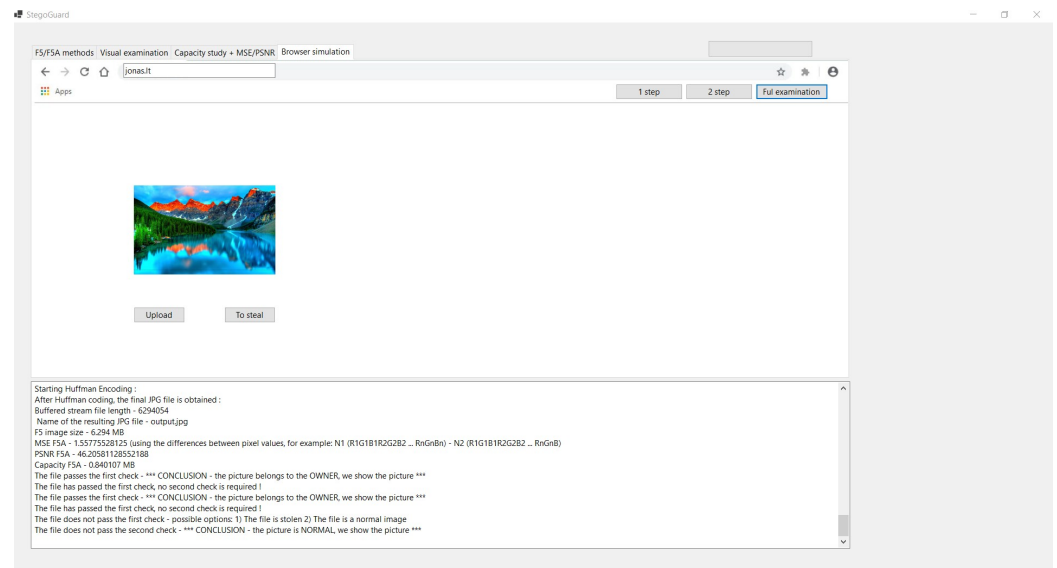 StegoGuard
F5/F5A methods Visual examination Capacity study + MSE/PSNR Browser simulation
jonas.lt
Apps
1 step 2 step Ful examination
Upload To steal
Starting Huffman Encoding :
After Huffman coding, the final JPG file is obtained :
Buffered stream file length - 6294054
Name of the resulting JPG file - output.jpg
F5 image size - 6.294 MB
MSE F5A - 1.55775528125 (using the differences between pixel values, for example: N1 (R1G1B1R2G2B2 ... RnGnBn) - N2 (R1G1B1R2G2B2 ... RnGnB)
PSNR F5A - 46.20581128552188
Capacity F5A - 0.840107 MB
The file passes the first check - *** CONCLUSION - the picture belongs to the OWNER, we show the picture ***
The file has passed the first check, no second check is required !
The file passes the first check - *** CONCLUSION - the picture belongs to the OWNER, we show the picture ***
The file has passed the first check, no second check is required !
The file does not pass the first check - possible options: 1) The file is stolen 2) The file is a normal image
The file does not pass the second check - *** CONCLUSION - the picture is NORMAL, we show the picture ***